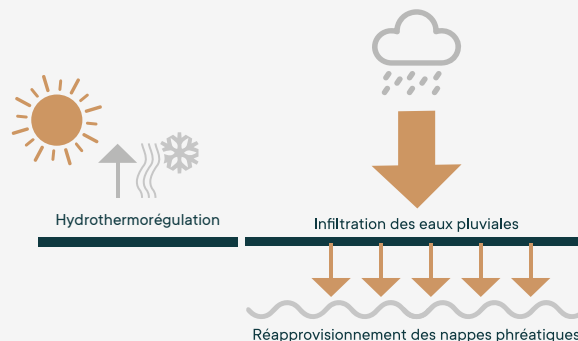 Hydrothermorégulation
Infiltration des eaux pluviales
Réapprovisionnement des nappes phréatiques